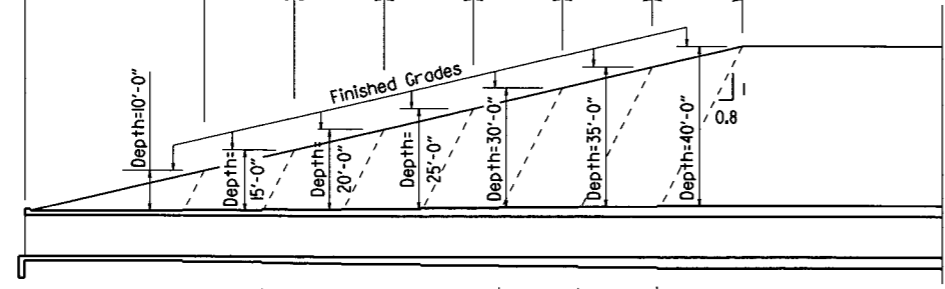 Finished Grades
Depth=10'-0"
Depth=
15'-0"
Depth=
20'-0"
Depth=
25'-0"
Depth=30'-0"
Depth=35'-0"
Depth=40'-0"
1
0.8